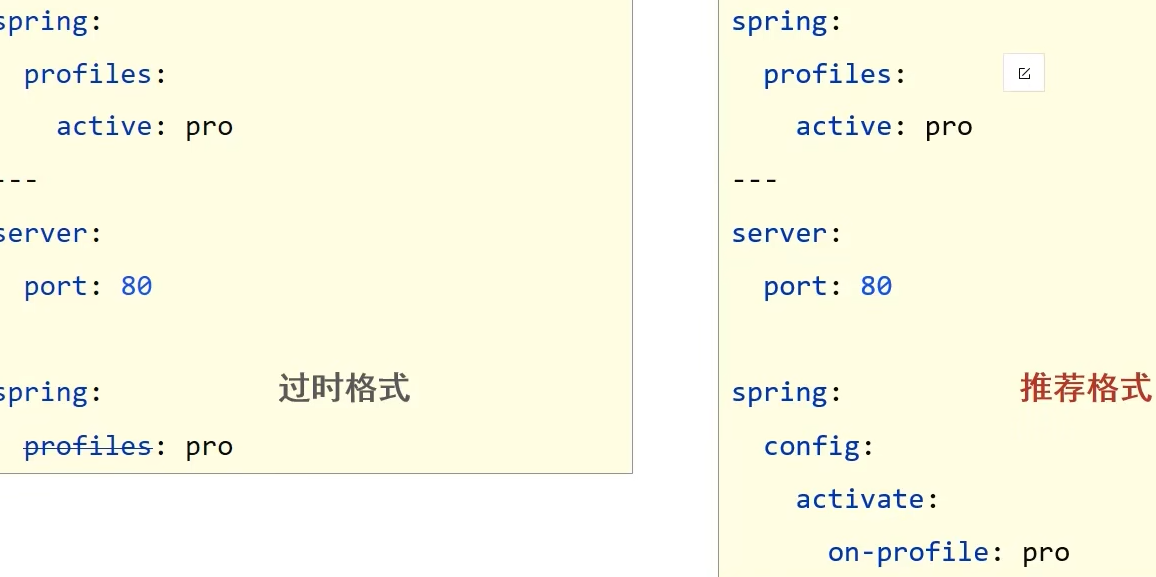 spring:
  profiles:
    active: pro
---
server:
  port: 80
spring:
  profiles: pro
过时格式
spring:
  profiles:
    active: pro
---
server:
  port: 80
spring:
  config:
    activate:
      on-profile: pro
推荐格式